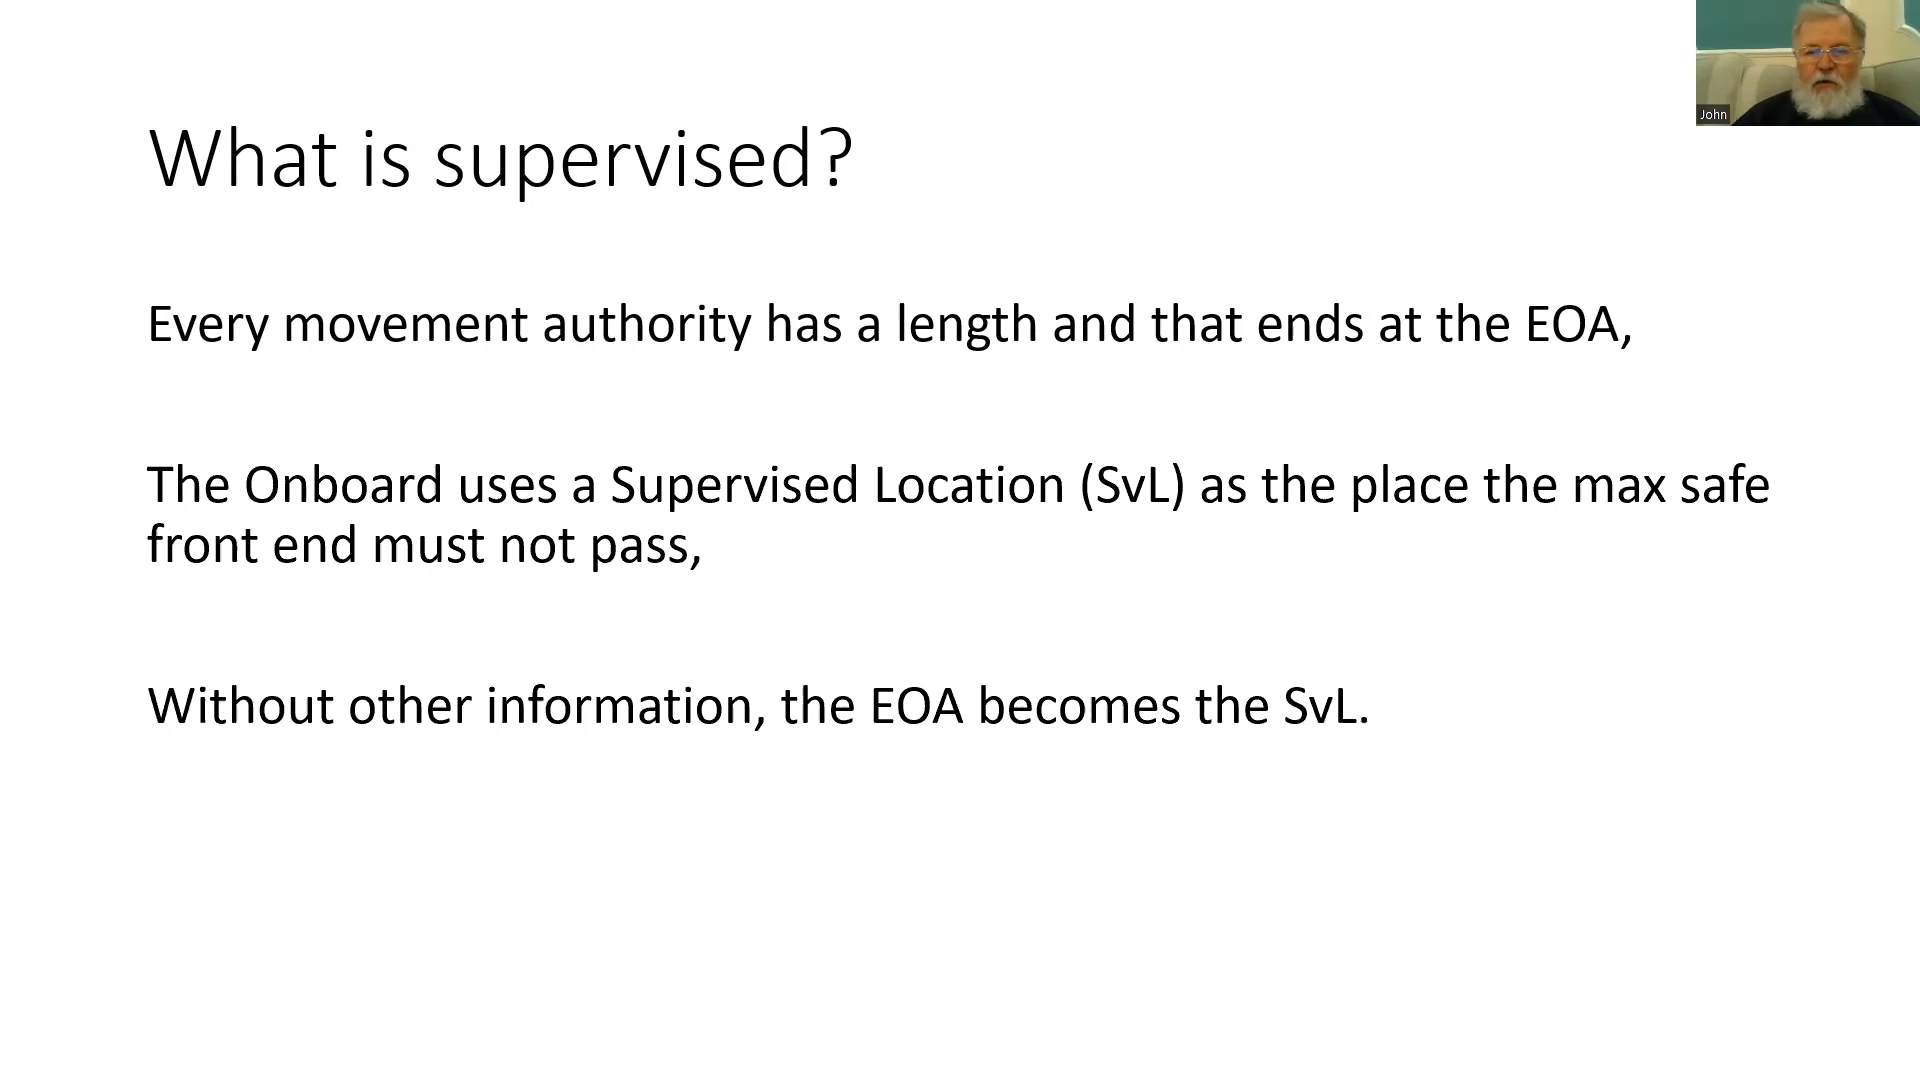 What is supervised?
Every movement authority has a length and that ends at the EOA,
The Onboard uses a Supervised Location (SvL) as the place the max safe
front end must not pass,
Without other information, the EOA becomes the SvL.
John